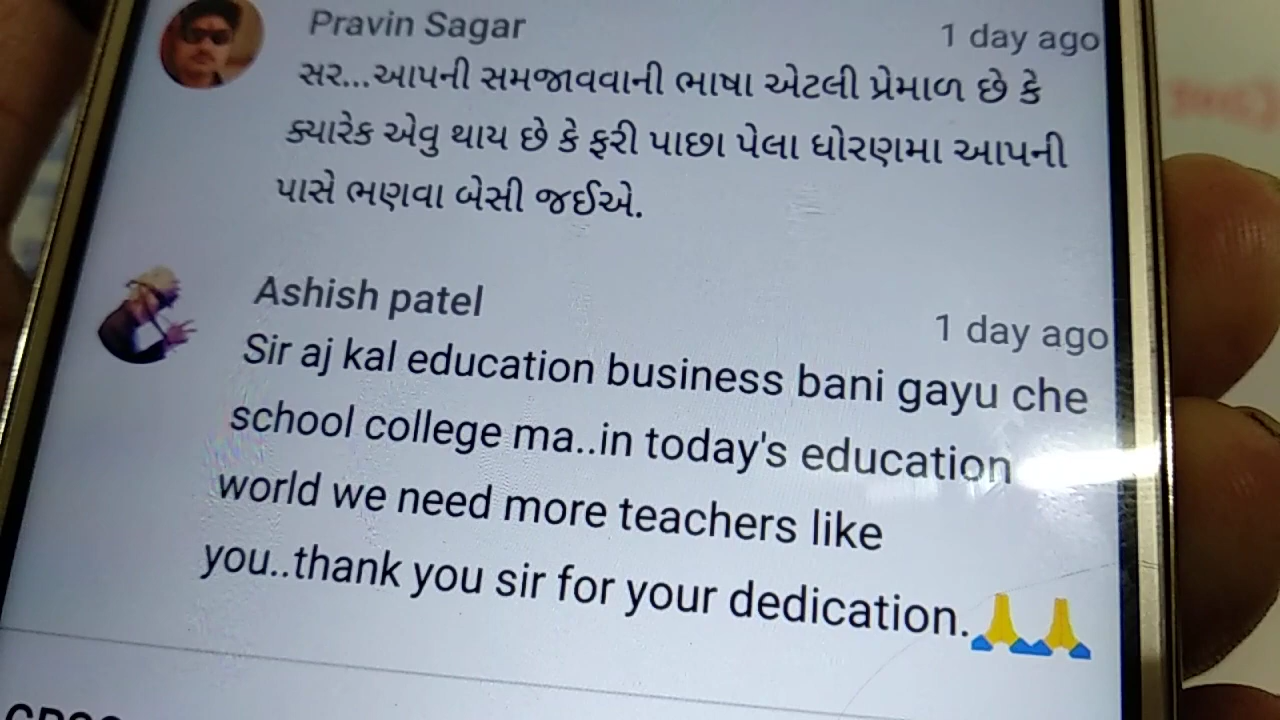 Pravin Sagar
1 day ago
સર...આપની સમજાવવાની ભાષા એટલી પ્રેમાળ છે કે
ક્યારેક એવુ થાય છે કે ફરી પાછા પેલા ધોરણમા આપની
પાસે ભણવા બેસી જઈએ.
Ashish patel
1 day ago
Sir aj kal education business bani gayu che
school college ma..in today's education
world we need more teachers like
you..thank you sir for your dedication.🙏🙏